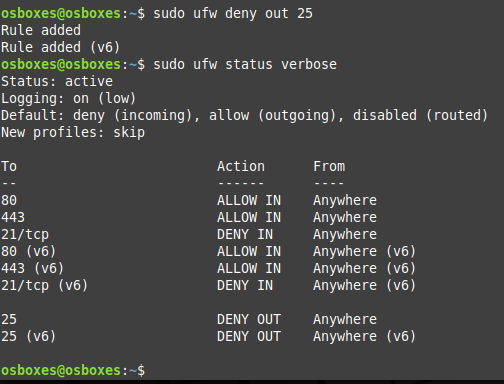 osboxes@osboxes:~$ sudo ufw deny out 25
Rule added
Rule added (v6)
osboxes@osboxes:~$ sudo ufw status verbose
Status: active
Logging: on (low)
Default: deny (incoming), allow (outgoing), disabled (routed)
New profiles: skip

To                         Action      From
--                         ------      ----
80                         ALLOW IN    Anywhere
443                        ALLOW IN    Anywhere
21/tcp                     DENY IN     Anywhere
80 (v6)                    ALLOW IN    Anywhere (v6)
443 (v6)                   ALLOW IN    Anywhere (v6)
21/tcp (v6)                DENY IN     Anywhere (v6)

25                         DENY OUT    Anywhere
25 (v6)                    DENY OUT    Anywhere (v6)

osboxes@osboxes:~$